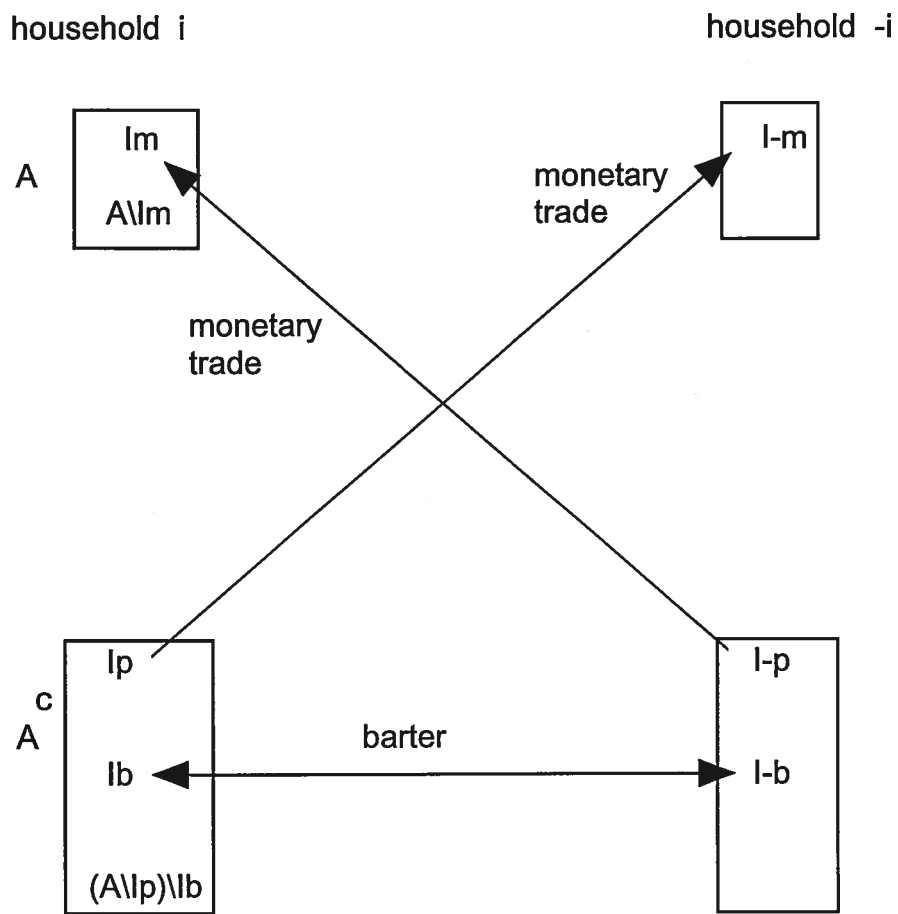 household i
household -i
Im
I-m
A
A\Im
monetary
trade
monetary
trade
Ip
I-p
c
A
barter
Ib
I-b
(A\Ip)\Ib